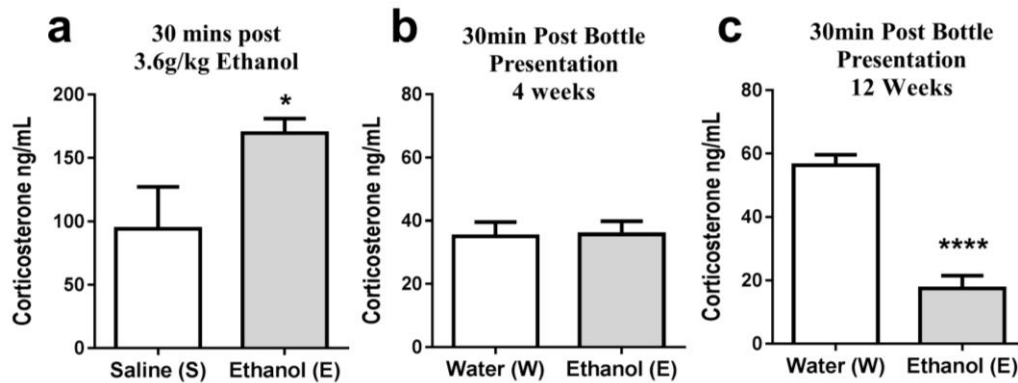 a
30 mins post
3.6g/kg Ethanol
Corticosterone ng/mL
200
150
100
50
0
*
Saline (S)
Ethanol (E)
b
30min Post Bottle
Presentation
4 weeks
Corticosterone ng/mL
80
60
40
20
0
Water (W)
Ethanol (E)
c
30min Post Bottle
Presentation
12 Weeks
Corticosterone ng/mL
80
60
40
20
0
****
Water (W)
Ethanol (E)